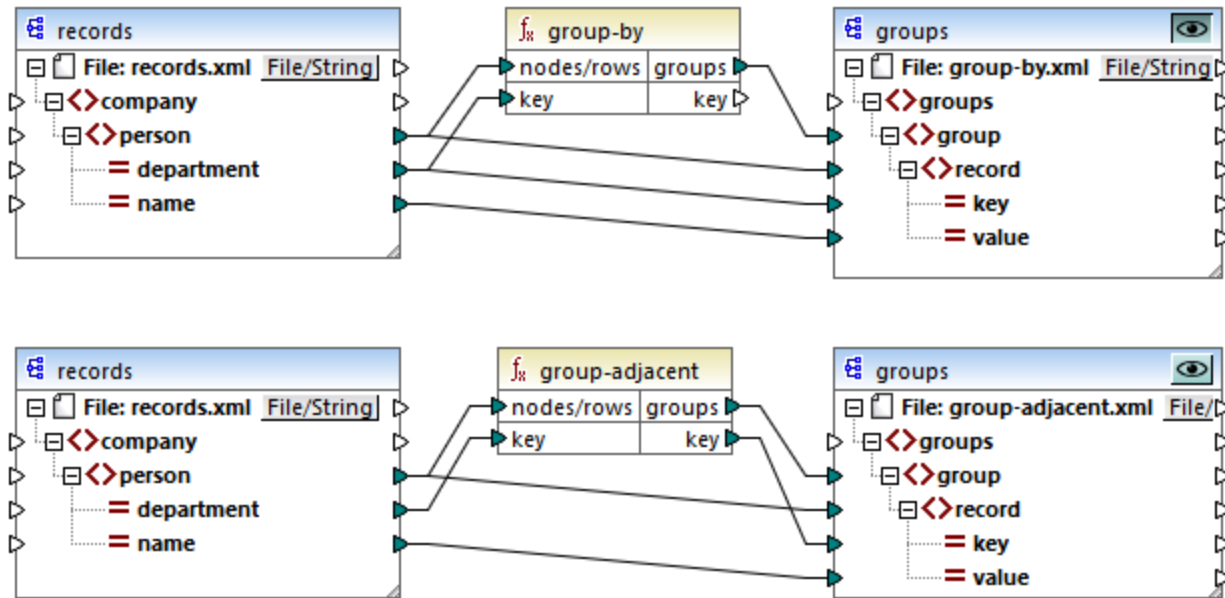 records
File: records.xml File/String
company
person
department
name
group-by
nodes/rows groups
key key
groups
File: group-by.xml File/String
groups
group
record
key
value
records
File: records.xml File/String
company
person
department
name
group-adjacent
nodes/rows groups
key key
groups
File: group-adjacent.xml File/
groups
group
record
key
value